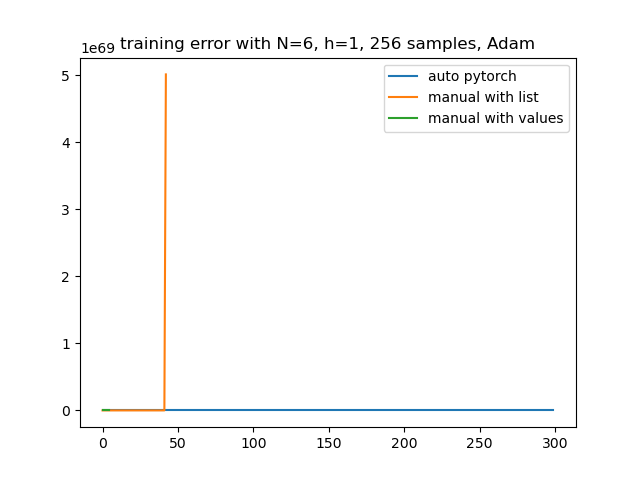 training error with N=6, h=1, 256 samples, Adam
1e69
auto pytorch
manual with list
manual with values
5
4
3
2
1
0
0 50 100 150 200 250 300